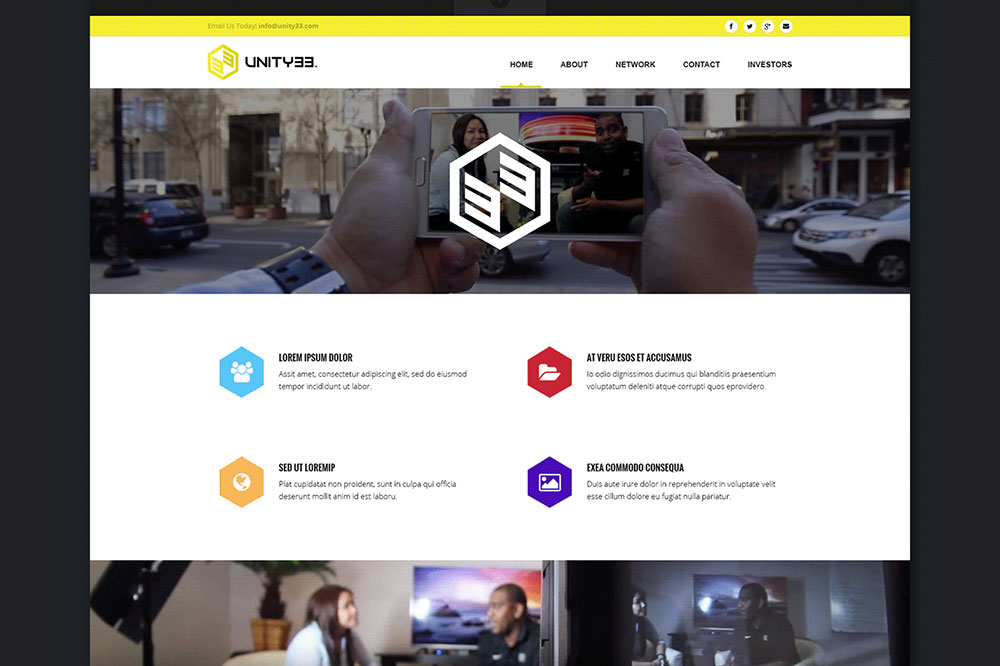 Email Us Today! info@unity33.com
UNITY33.
HOME ABOUT NETWORK CONTACT INVESTORS
LOREM IPSUM DOLOR
Assit amet, consectetur adipiscing elit, sed do eiusmod
tempor incididunt ut labor.
AT VERU ESOS ET ACCUSAMUS
Io odio dignissimos ducimus qui blanditiis praesentium
voluptatum deleniti atque corrupti quos eprovidero.
SED UT LOREMIP
Plat cupidatat non proident, sunt in culpa qui officia
deserunt mollit anim id est laboru.
EXEA COMMODO CONSEQUA
Duis aute irure dolor in reprehenderit in voluptate velit
esse cillum dolore eu fugiat nulla pariatur.